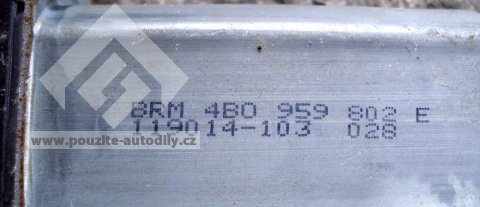 BRM 4B0 959 802 E
119014-103 028
www.pouzite-autodily.cz